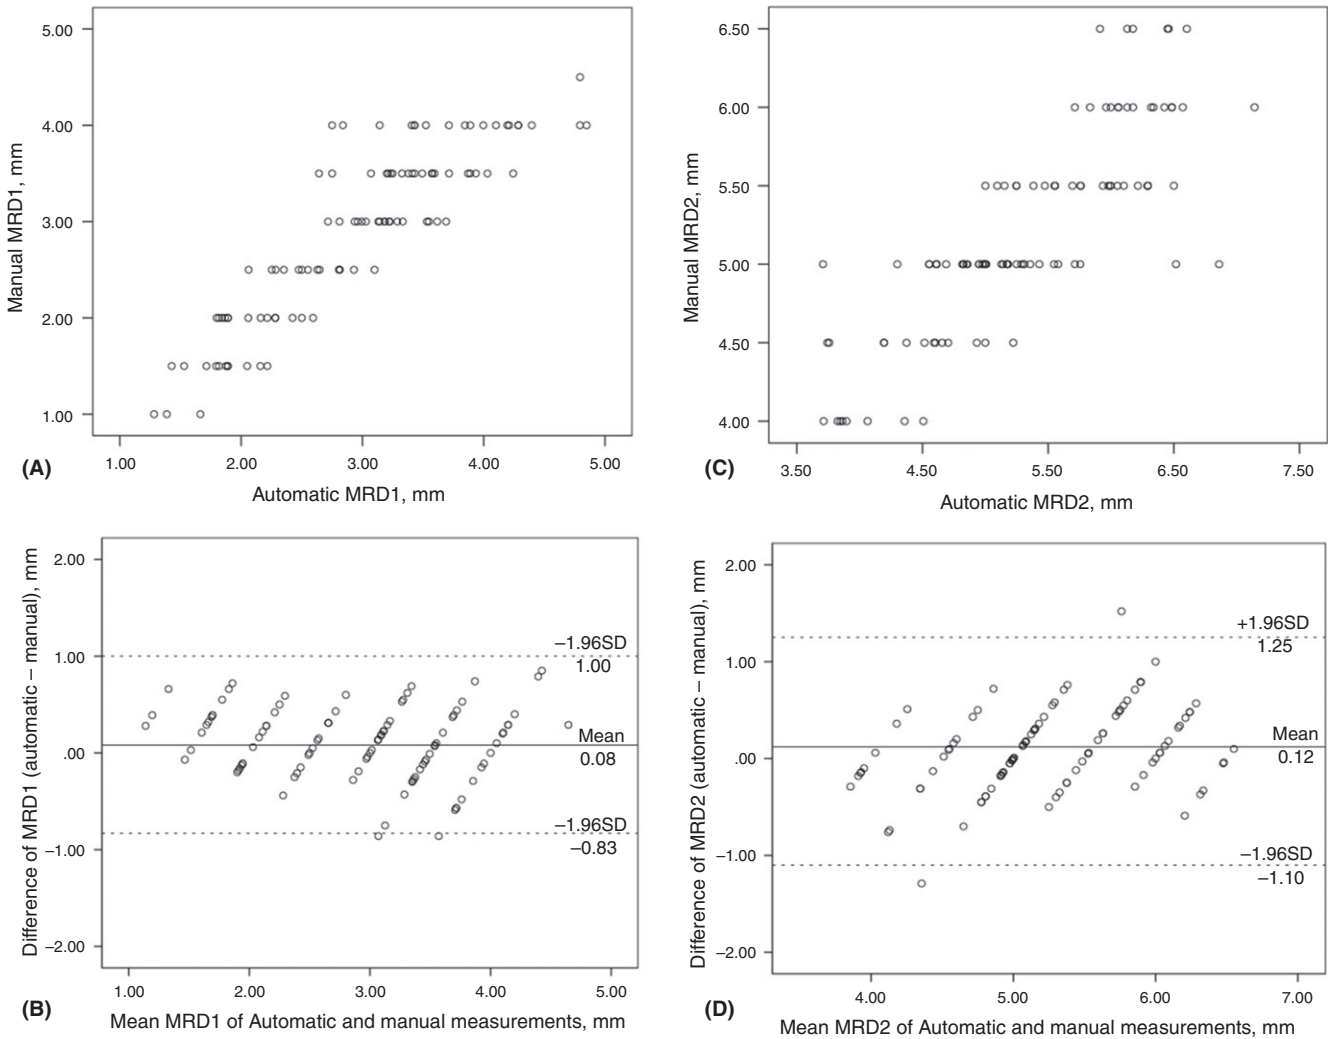 5.00
4.00
3.00
2.00
1.00
Manual MRD1, mm
1.00 2.00 3.00 4.00 5.00
(A)
Automatic MRD1, mm
6.50
6.00
5.50
5.00
4.50
4.00
Manual MRD2, mm
3.50 4.50 5.50 6.50 7.50
(C)
Automatic MRD2, mm
2.00
1.00
.00
−1.00
−2.00
Difference of MRD1 (automatic – manual), mm
−1.96SD
1.00
Mean
0.08
−1.96SD
−0.83
1.00 2.00 3.00 4.00 5.00
(B)
Mean MRD1 of Automatic and manual measurements, mm
2.00
1.00
.00
−1.00
−2.00
Difference of MRD2 (automatic – manual), mm
+1.96SD
1.25
Mean
0.12
−1.96SD
−1.10
4.00 5.00 6.00 7.00
(D)
Mean MRD2 of Automatic and manual measurements, mm